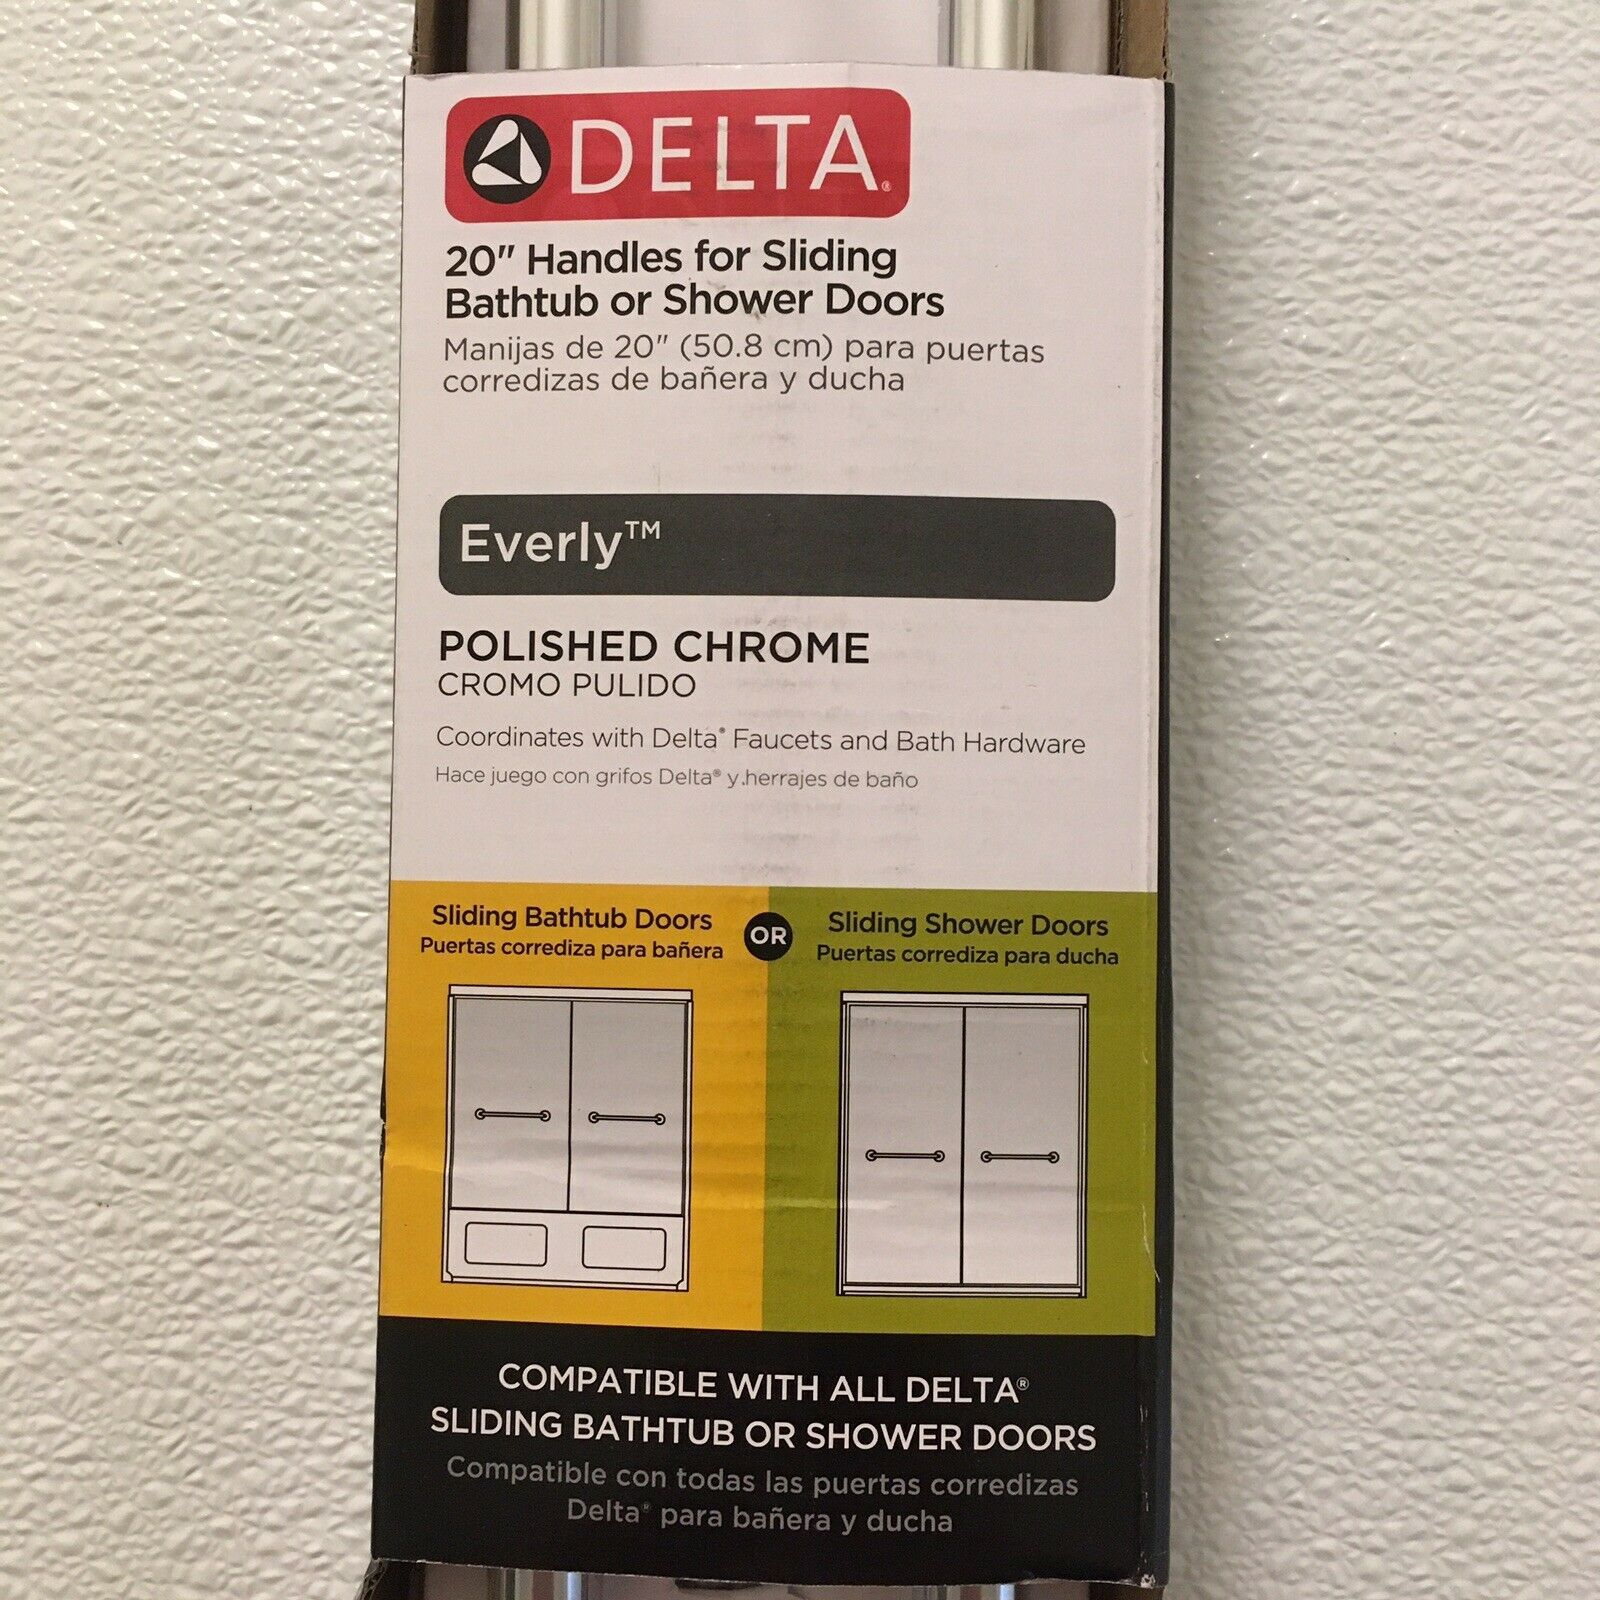 DELTA®
20" Handles for Sliding
Bathtub or Shower Doors
Manijas de 20" (50.8 cm) para puertas
corredizas de bañera y ducha
Everly™
POLISHED CHROME
CROMO PULIDO
Coordinates with Delta® Faucets and Bath Hardware
Hace juego con grifos Delta® y herrajes de baño
Sliding Bathtub Doors
Puertas corrediza para bañera
OR
Sliding Shower Doors
Puertas corrediza para ducha
COMPATIBLE WITH ALL DELTA®
SLIDING BATHTUB OR SHOWER DOORS
Compatible con todas las puertas corredizas
Delta® para bañera y ducha